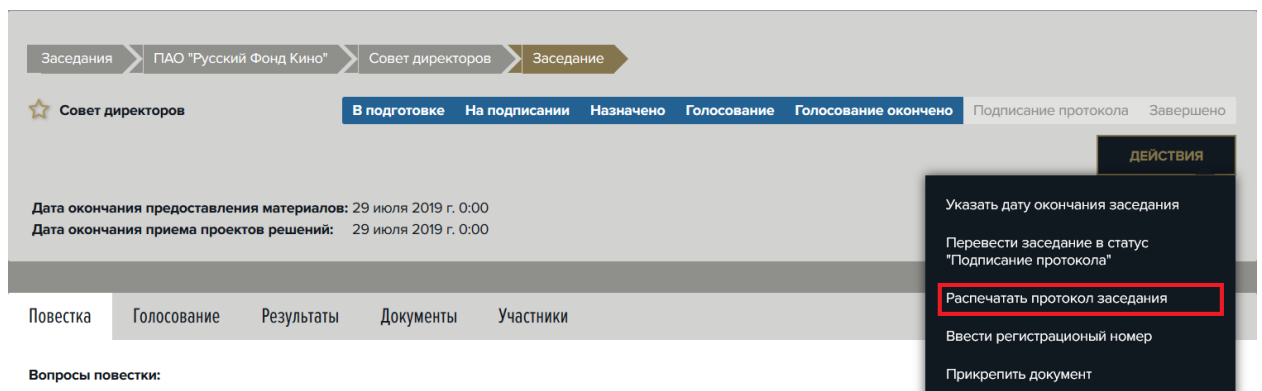 Заседания ПАО "Русский Фонд Кино" Совет директоров Заседание
Совет директоров В подготовке На подписании Назначено Голосование Голосование окончено Подписание протокола Завершено
ДЕЙСТВИЯ
Дата окончания предоставления материалов: 29 июля 2019 г. 0:00
Дата окончания приема проектов решений: 29 июля 2019 г. 0:00
Указать дату окончания заседания
Перевести заседание в статус
"Подписание протокола"
Распечатать протокол заседания
Ввести регистрационый номер
Прикрепить документ
Повестка Голосование Результаты Документы Участники
Вопросы повестки: